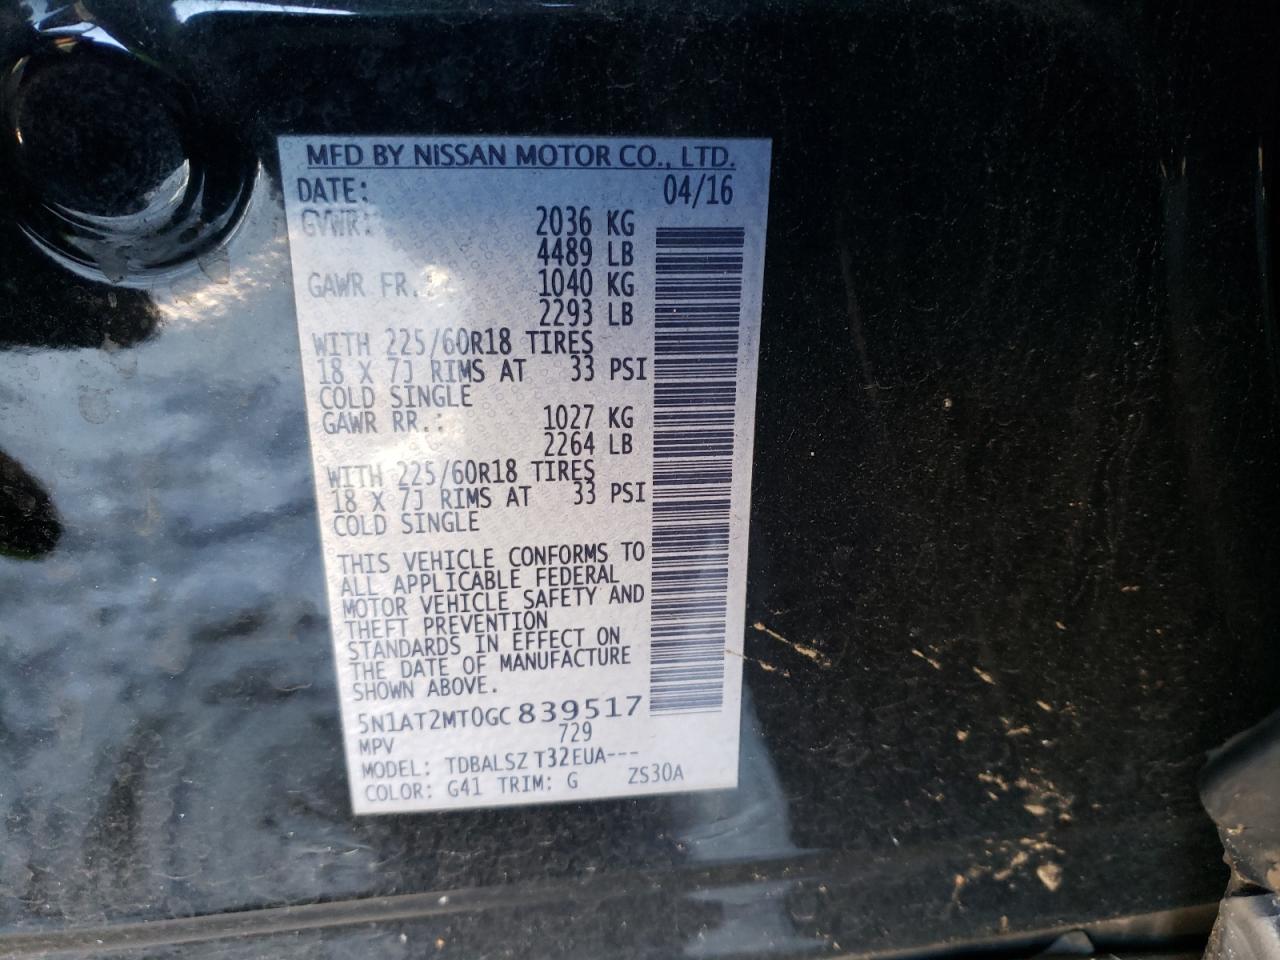 MFD BY NISSAN MOTOR CO., LTD.
DATE: 04/16
GVWR: 2036 KG
4489 LB
GAWR FR.: 1040 KG
2293 LB
WITH 225/60R18 TIRES
18 X 7J RIMS AT 33 PSI
COLD SINGLE
GAWR RR.: 1027 KG
2264 LB
WITH 225/60R18 TIRES
18 X 7J RIMS AT 33 PSI
COLD SINGLE
THIS VEHICLE CONFORMS TO
ALL APPLICABLE FEDERAL
MOTOR VEHICLE SAFETY AND
THEFT PREVENTION
STANDARDS IN EFFECT ON
THE DATE OF MANUFACTURE
SHOWN ABOVE.
5N1AT2MT0GC839517
MPV 729
MODEL: TDBALSZ T32EUA---
COLOR: G41 TRIM: G ZS30A